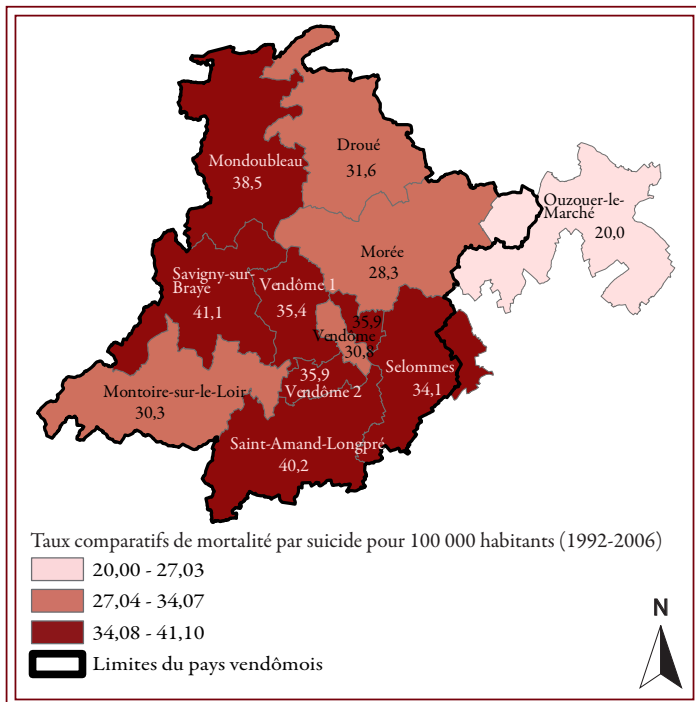 Droué
31,6
Mondoubleau
38,5
Ouzouer-le-
Marché
20,0
Morée
28,3
Savigny-sur-
Braye
41,1
Vendôme 1
35,4
35,9
Vendôme
30,8
35,9
Vendôme 2
Selommes
34,1
Montoire-sur-le-Loir
30,3
Saint-Amand-Longpré
40,2
Taux comparatifs de mortalité par suicide pour 100 000 habitants (1992-2006)
20,00 - 27,03
27,04 - 34,07
34,08 - 41,10
Limites du pays vendômois
N